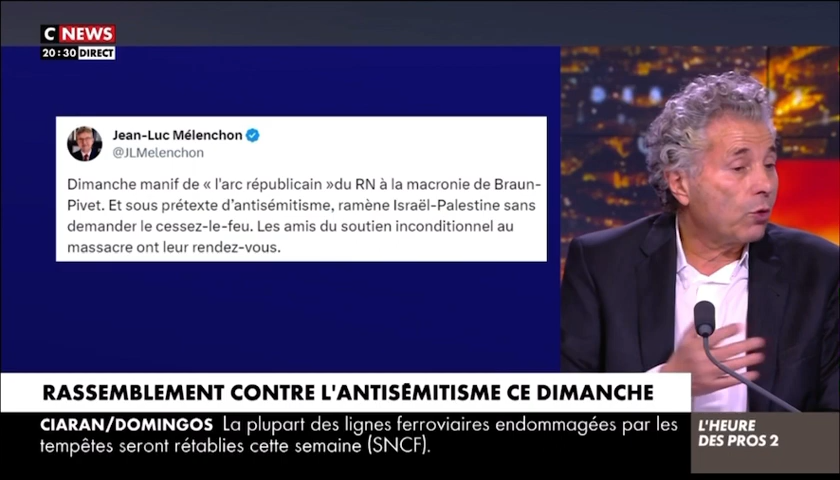 C NEWS
20:30 DIRECT
Jean-Luc Mélenchon
@JLMelenchon
Dimanche manif de « l'arc républicain »du RN à la macronie de Braun-
Pivet. Et sous prétexte d'antisémitisme, ramène Israël-Palestine sans
demander le cessez-le-feu. Les amis du soutien inconditionnel au
massacre ont leur rendez-vous.
RASSEMBLEMENT CONTRE L'ANTISÉMITISME CE DIMANCHE
CIARAN/DOMINGOS La plupart des lignes ferroviaires endommagées par les
tempêtes seront rétablies cette semaine (SNCF).
L'HEURE
DES PROS 2